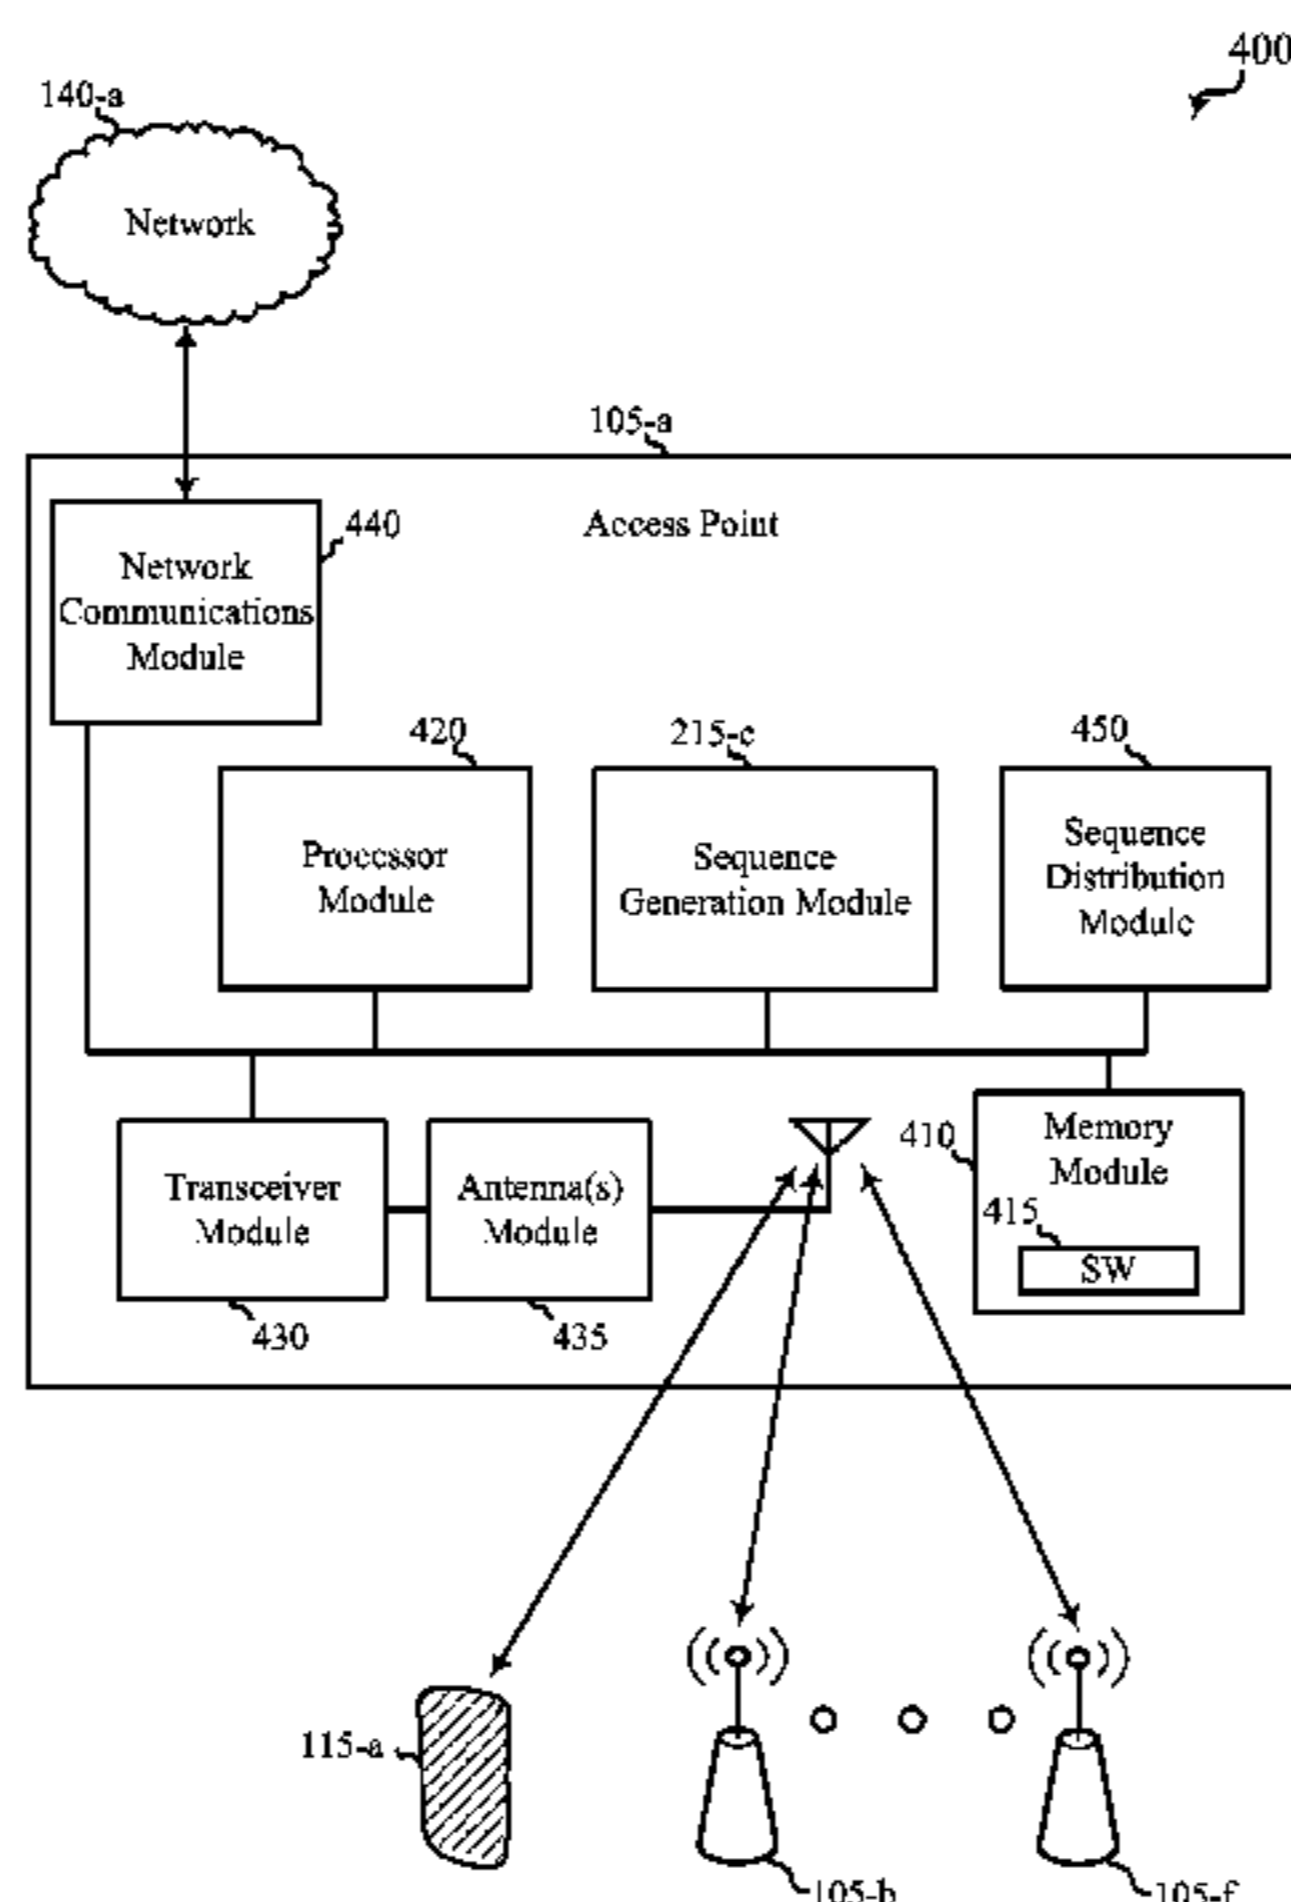 400
140-a
Network
105-a
Access Point
440
Network
Communications
Module
420
215-c
450
Processor
Module
Sequence
Generation Module
Sequence
Distribution
Module
410
Memory
Module
415
SW
Transceiver
Module
Antenna(s)
Module
430
435
115-a
105-b
105-f